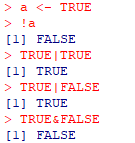 > a <- TRUE
> !a
[1] FALSE
> TRUE|TRUE
[1] TRUE
> TRUE|FALSE
[1] TRUE
> TRUE&FALSE
[1] FALSE